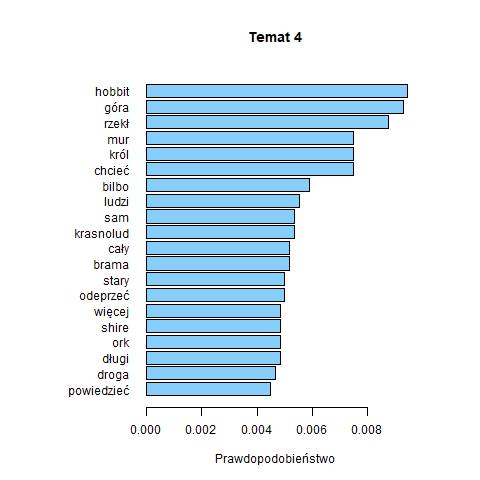 Temat 4
hobbit
góra
rzekł
mur
król
chcieć
bilbo
ludzi
sam
krasnolud
cały
brama
stary
odeprzeć
więcej
shire
ork
długi
droga
powiedzieć
0.000 0.002 0.004 0.006 0.008
Prawdopodobieństwo